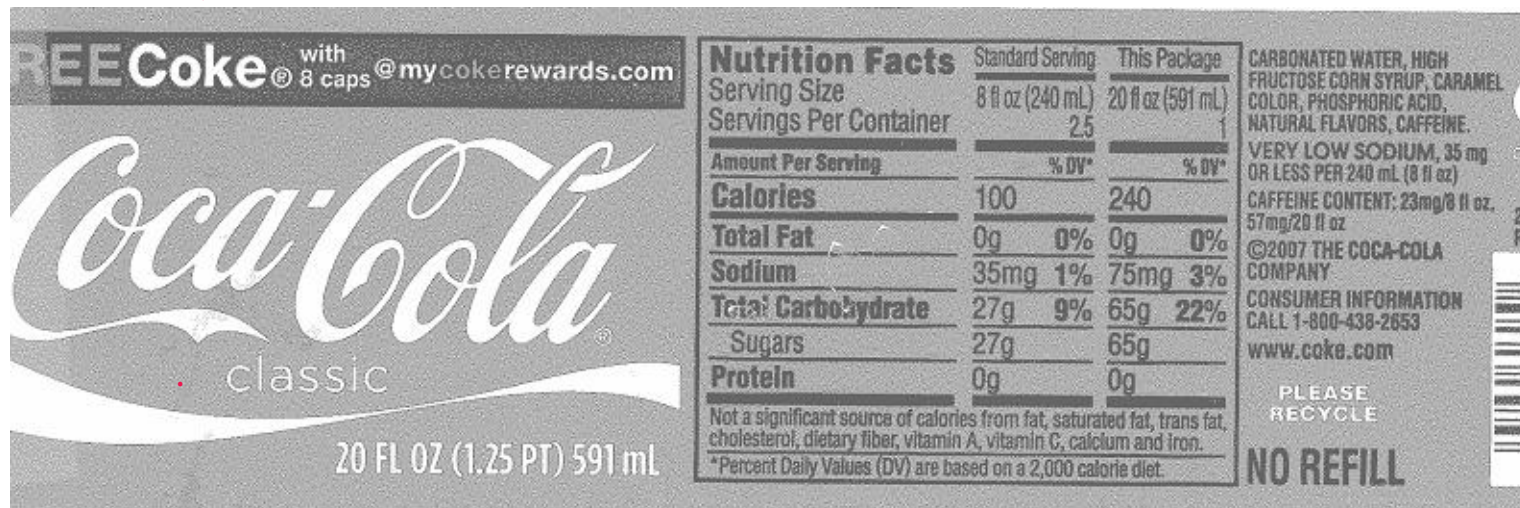 REE Coke® with 8 caps @mycokerewards.com
Coca-Cola®
classic
20 FL OZ (1.25 PT) 591 mL
Nutrition Facts Standard Serving This Package
Serving Size 8 fl oz (240 mL) 20 fl oz (591 mL)
Servings Per Container 2.5 1
Amount Per Serving % DV* % DV*
Calories 100 240
Total Fat 0g 0% 0g 0%
Sodium 35mg 1% 75mg 3%
Total Carbohydrate 27g 9% 65g 22%
Sugars 27g 65g
Protein 0g 0g
Not a significant source of calories from fat, saturated fat, trans fat,
cholesterol, dietary fiber, vitamin A, vitamin C, calcium and iron.
*Percent Daily Values (DV) are based on a 2,000 calorie diet.
CARBONATED WATER, HIGH
FRUCTOSE CORN SYRUP, CARAMEL
COLOR, PHOSPHORIC ACID,
NATURAL FLAVORS, CAFFEINE.
VERY LOW SODIUM, 35 mg
OR LESS PER 240 mL (8 fl oz)
CAFFEINE CONTENT: 23mg/8 fl oz,
57mg/20 fl oz
©2007 THE COCA-COLA
COMPANY
CONSUMER INFORMATION
CALL 1-800-438-2653
www.coke.com
PLEASE
RECYCLE
NO REFILL